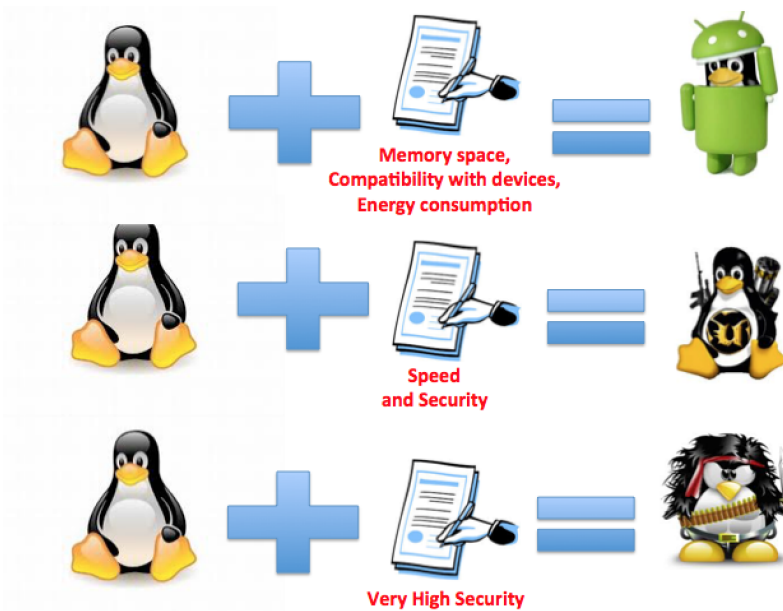 Memory space,
Compatibility with devices,
Energy consumption
Speed
and Security
Very High Security